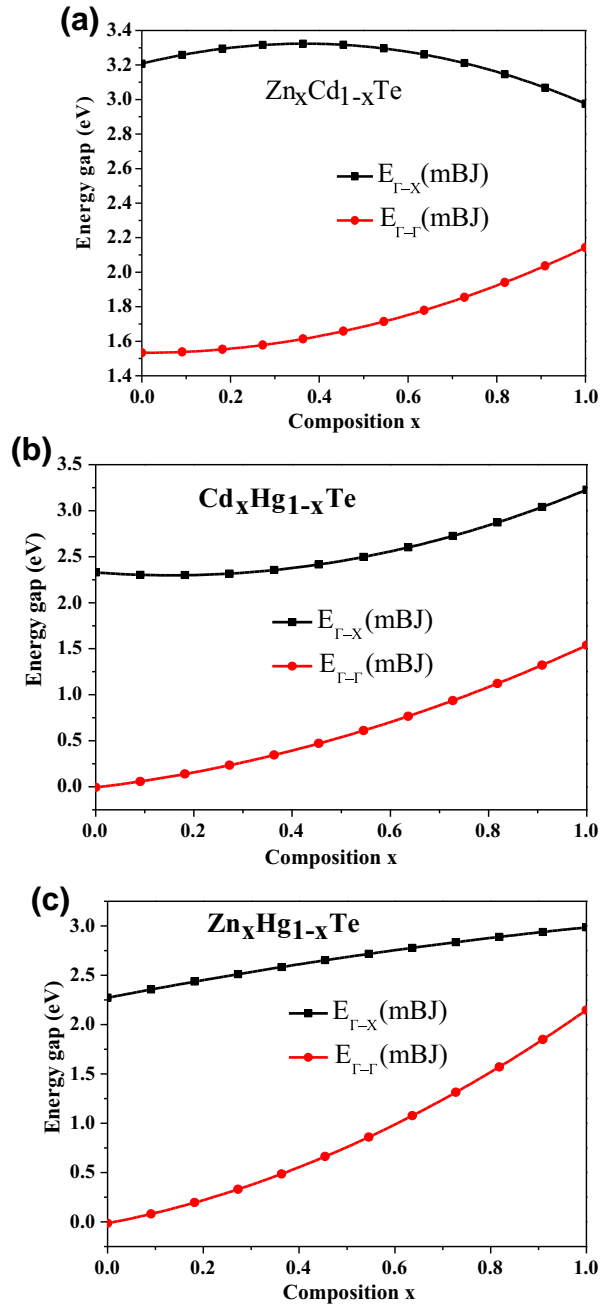 (a)
3.4
3.2
3.0
2.8
2.6
2.4
2.2
2.0
1.8
1.6
1.4
Energy gap (eV)
ZnxCd1-xTe
EΓ–X(mBJ)
EΓ–Γ(mBJ)
0.0 0.2 0.4 0.6 0.8 1.0
Composition x
(b)
3.5
3.0
2.5
2.0
1.5
1.0
0.5
0.0
Energy gap (eV)
CdxHg1-xTe
EΓ–X(mBJ)
EΓ–Γ(mBJ)
0.0 0.2 0.4 0.6 0.8 1.0
Composition x
(c)
3.0
2.5
2.0
1.5
1.0
0.5
0.0
Energy gap (eV)
ZnxHg1-xTe
EΓ–X(mBJ)
EΓ–Γ(mBJ)
0.0 0.2 0.4 0.6 0.8 1.0
Composition x